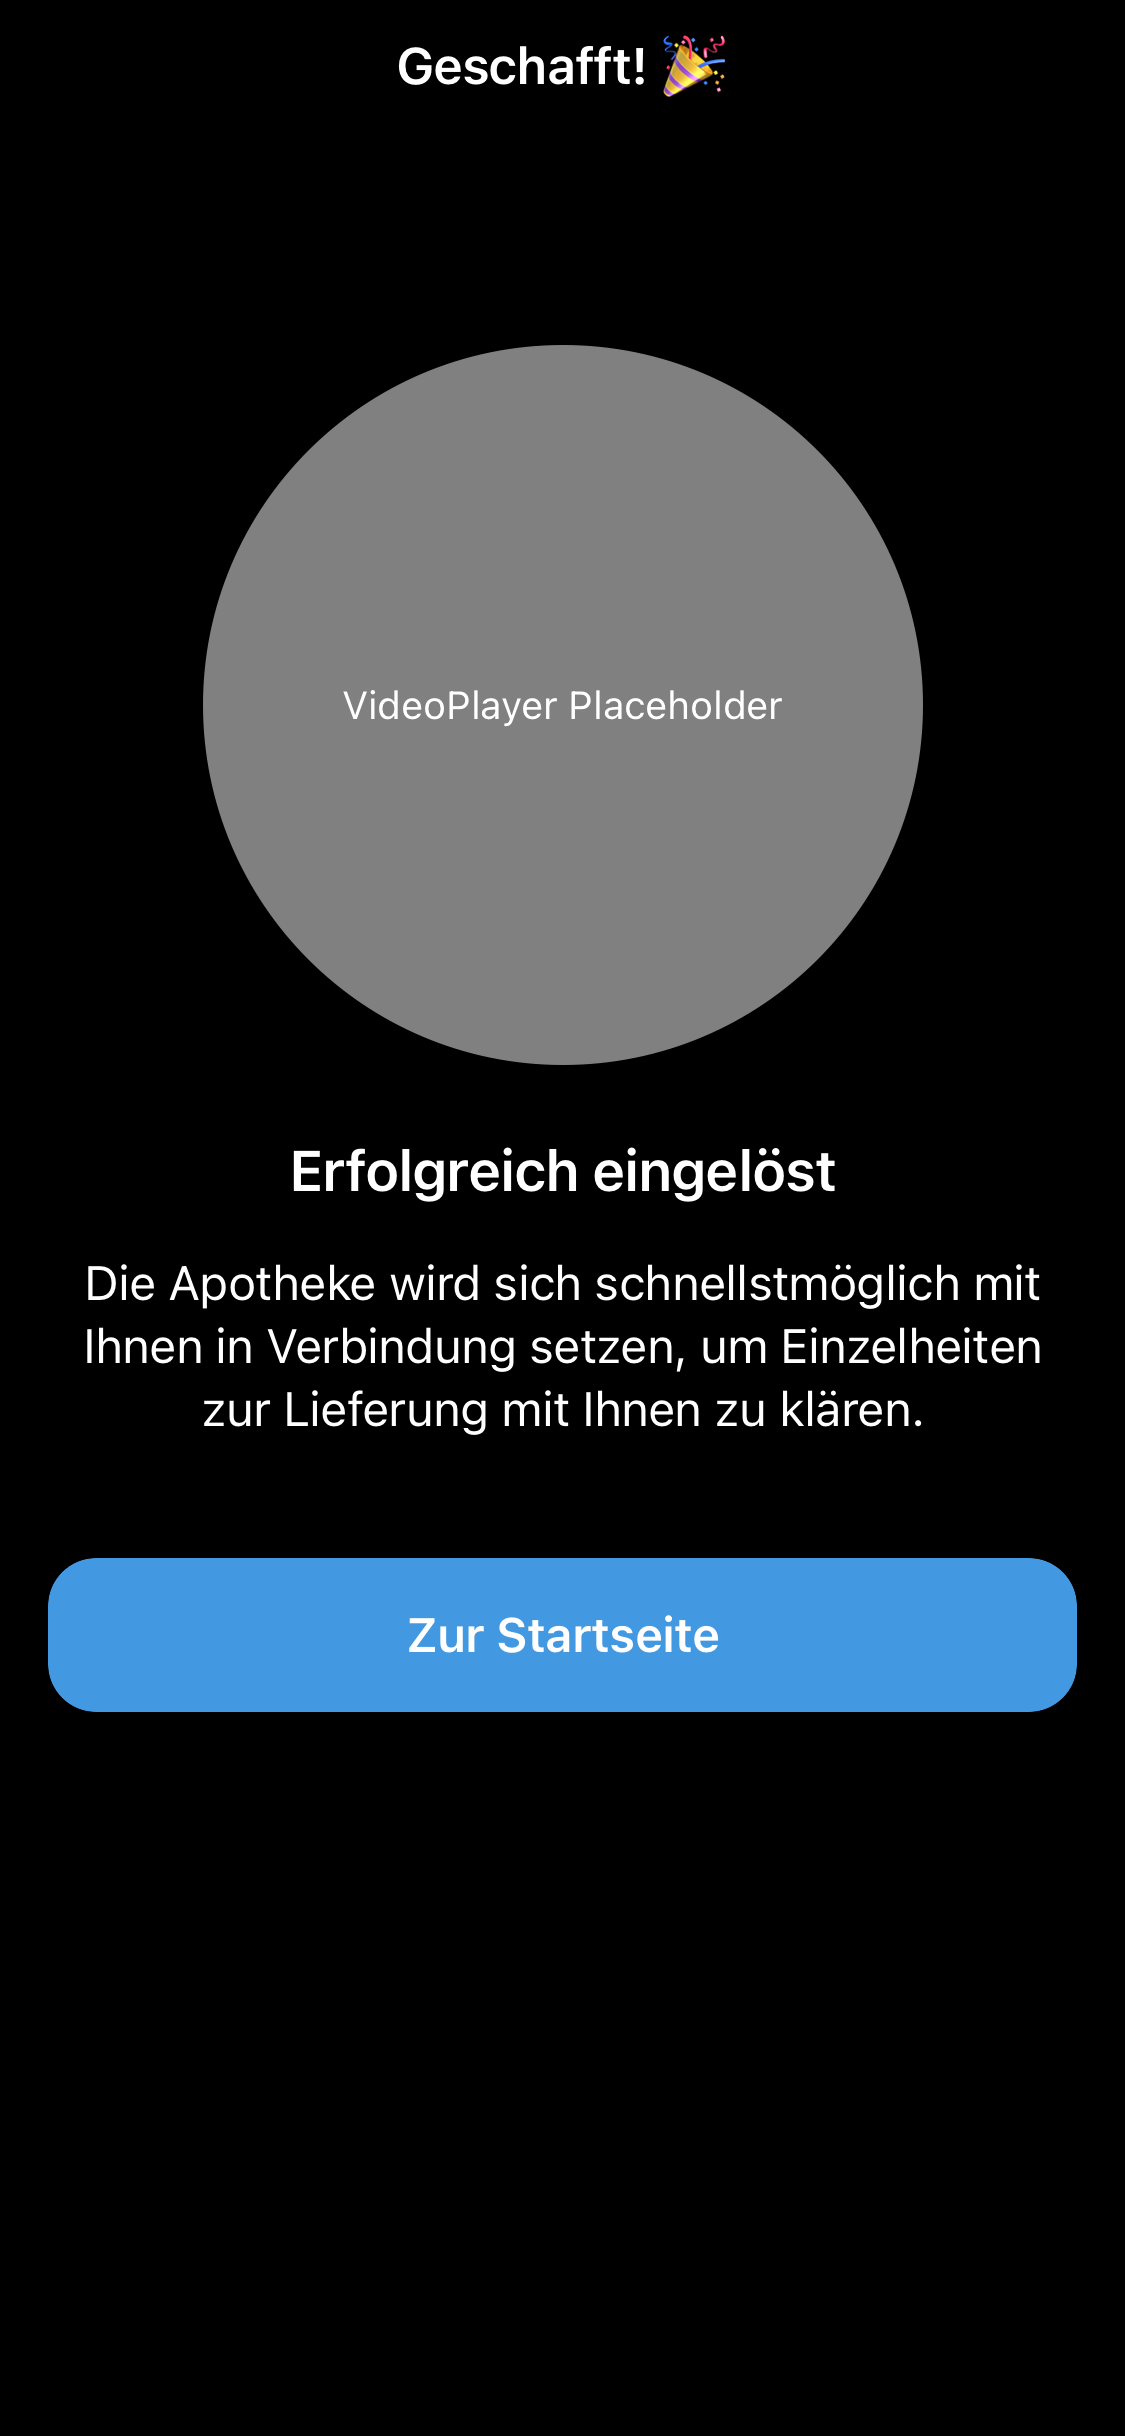 Geschafft! 🎉
VideoPlayer Placeholder
Erfolgreich eingelöst
Die Apotheke wird sich schnellstmöglich mit
Ihnen in Verbindung setzen, um Einzelheiten
zur Lieferung mit Ihnen zu klären.
Zur Startseite